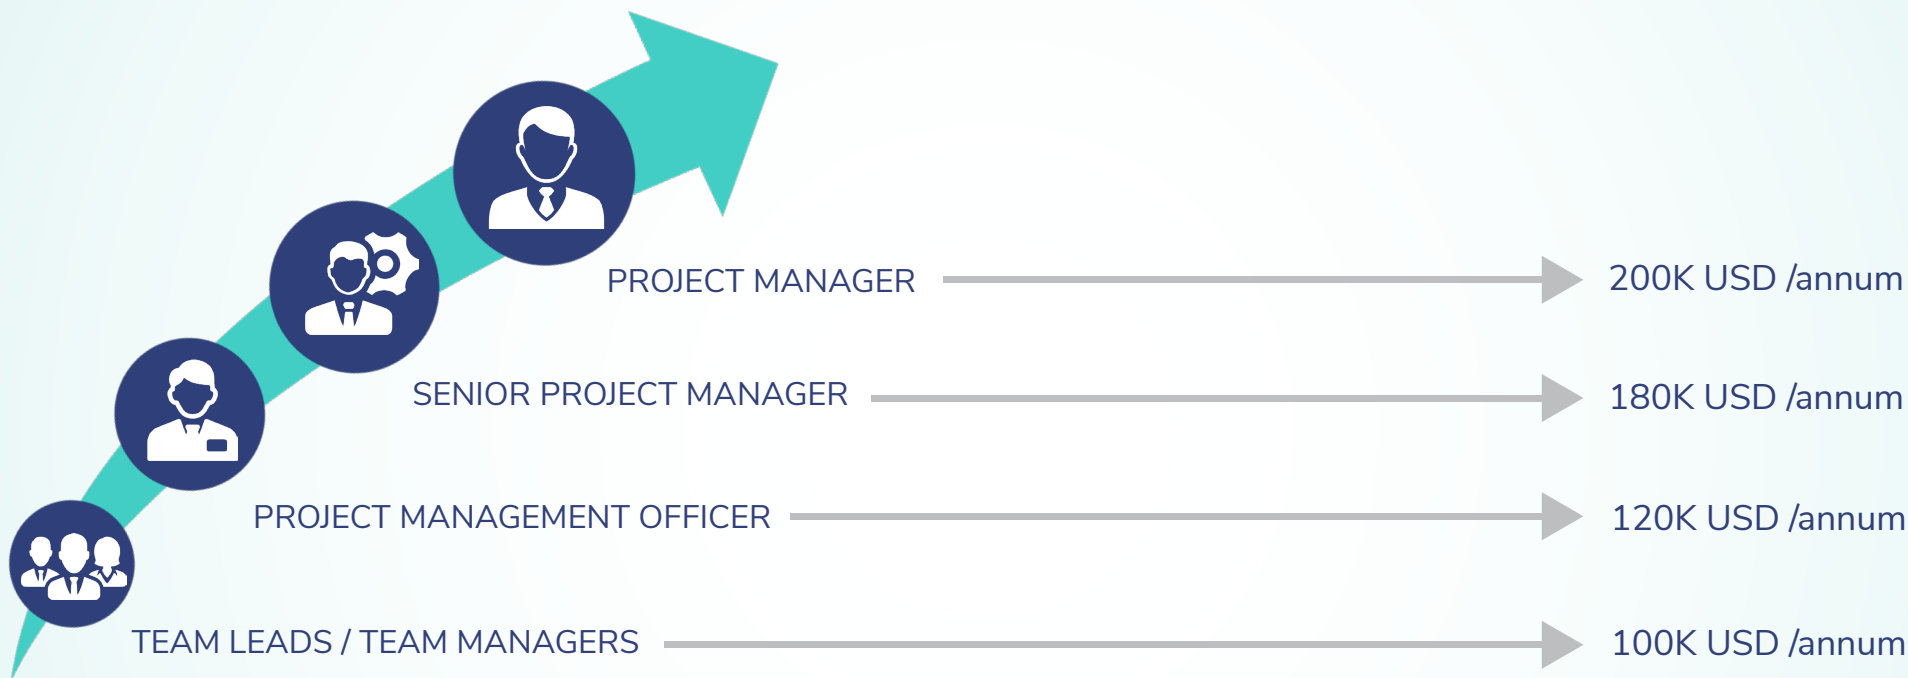 PROJECT MANAGER 200K USD /annum
SENIOR PROJECT MANAGER 180K USD /annum
PROJECT MANAGEMENT OFFICER 120K USD /annum
TEAM LEADS / TEAM MANAGERS 100K USD /annum